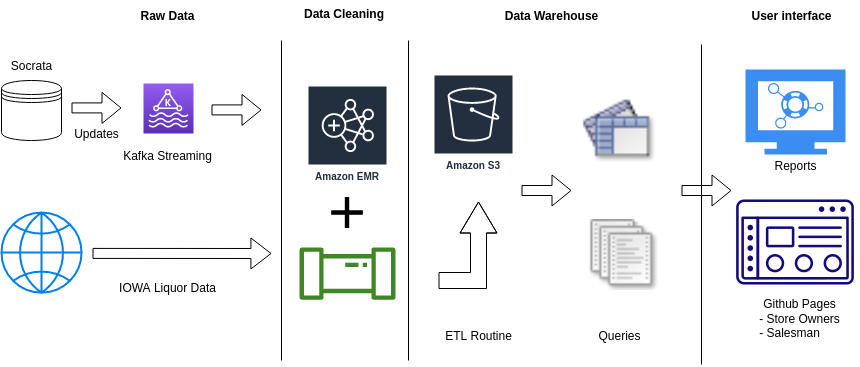 Raw Data
Data Cleaning
Data Warehouse
User interface
Socrata
Updates
K
Kafka Streaming
IOWA Liquor Data
Amazon EMR
Amazon S3
ETL Routine
Queries
Reports
Github Pages
- Store Owners
- Salesman